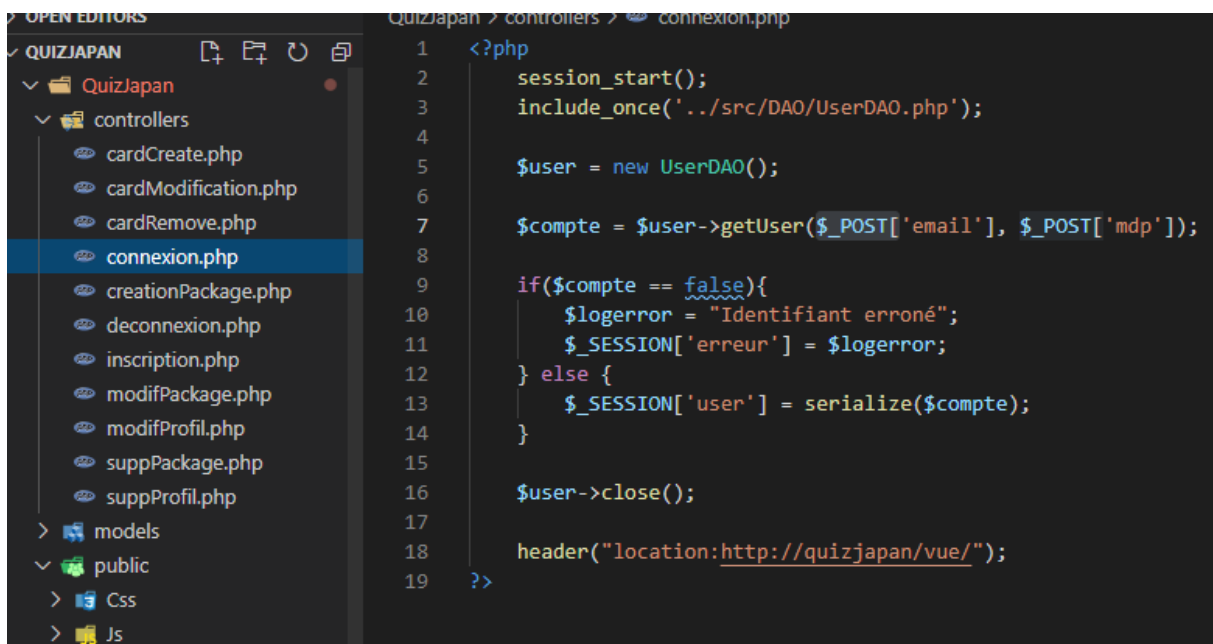 OPEN EDITORS
QUIZJAPAN
QuizJapan
controllers
cardCreate.php
cardModification.php
cardRemove.php
connexion.php
creationPackage.php
deconnexion.php
inscription.php
modifPackage.php
modifProfil.php
suppPackage.php
suppProfil.php
models
public
Css
Js
QuizJapan > controllers > connexion.php
1 <?php
2 session_start();
3 include_once('../src/DAO/UserDAO.php');
4
5 $user = new UserDAO();
6
7 $compte = $user->getUser($_POST['email'], $_POST['mdp']);
8
9 if($compte == false){
10 $logerror = "Identifiant erroné";
11 $_SESSION['erreur'] = $logerror;
12 } else {
13 $_SESSION['user'] = serialize($compte);
14 }
15
16 $user->close();
17
18 header("location:http://quizjapan/vue/");
19 ?>